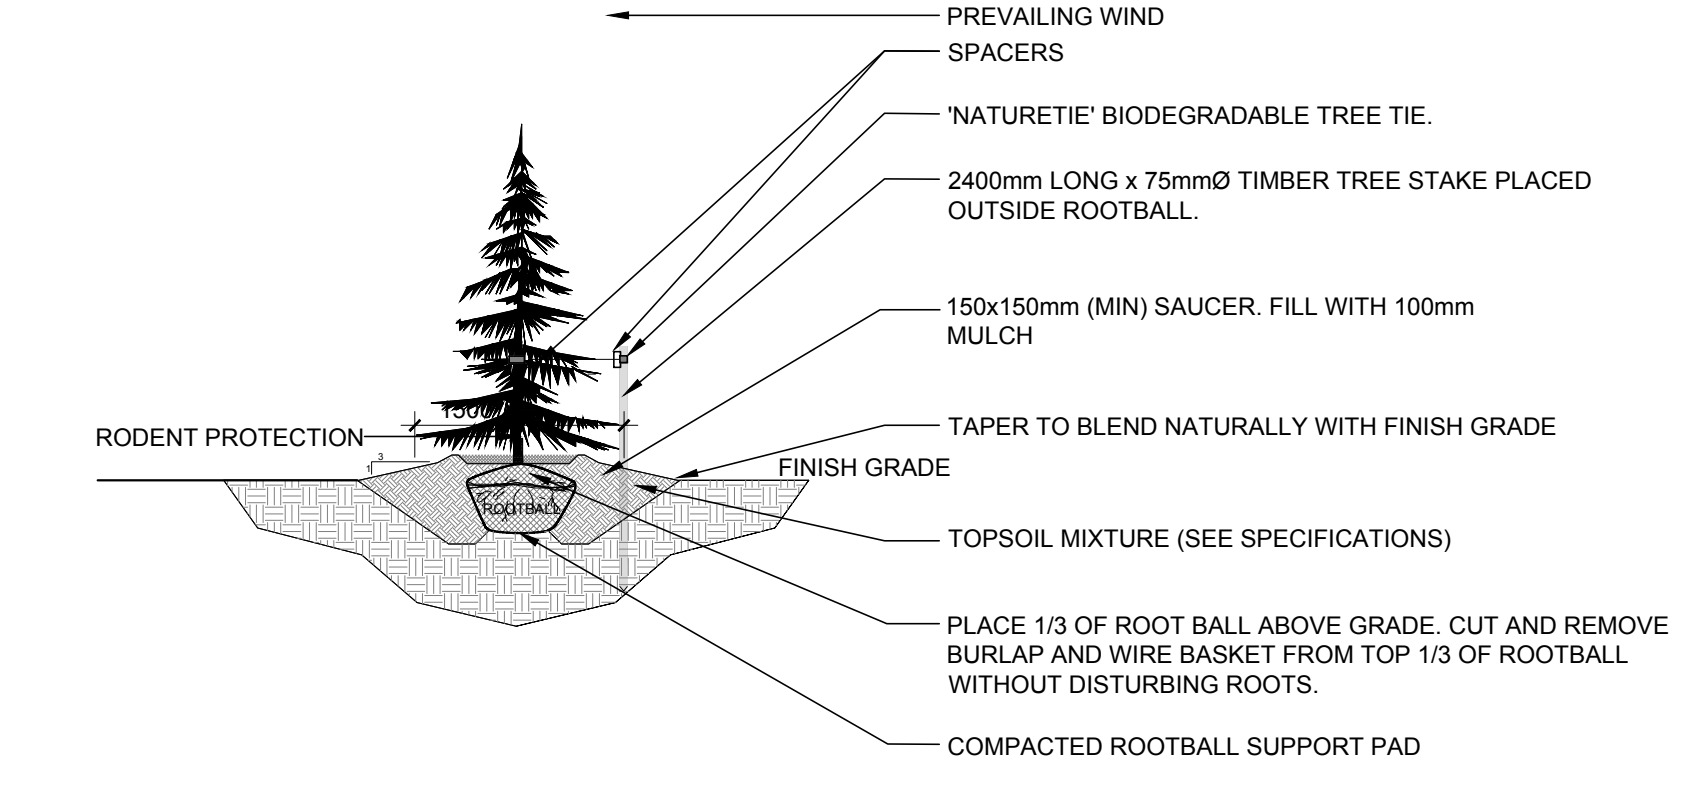 PREVAILING WIND
SPACERS
'NATURETIE' BIODEGRADABLE TREE TIE.
2400mm LONG x 75mmØ TIMBER TREE STAKE PLACED
OUTSIDE ROOTBALL.
150x150mm (MIN) SAUCER. FILL WITH 100mm
MULCH
TAPER TO BLEND NATURALLY WITH FINISH GRADE
RODENT PROTECTION
3
1
FINISH GRADE
ROOTBALL
TOPSOIL MIXTURE (SEE SPECIFICATIONS)
PLACE 1/3 OF ROOT BALL ABOVE GRADE. CUT AND REMOVE
BURLAP AND WIRE BASKET FROM TOP 1/3 OF ROOTBALL
WITHOUT DISTURBING ROOTS.
COMPACTED ROOTBALL SUPPORT PAD